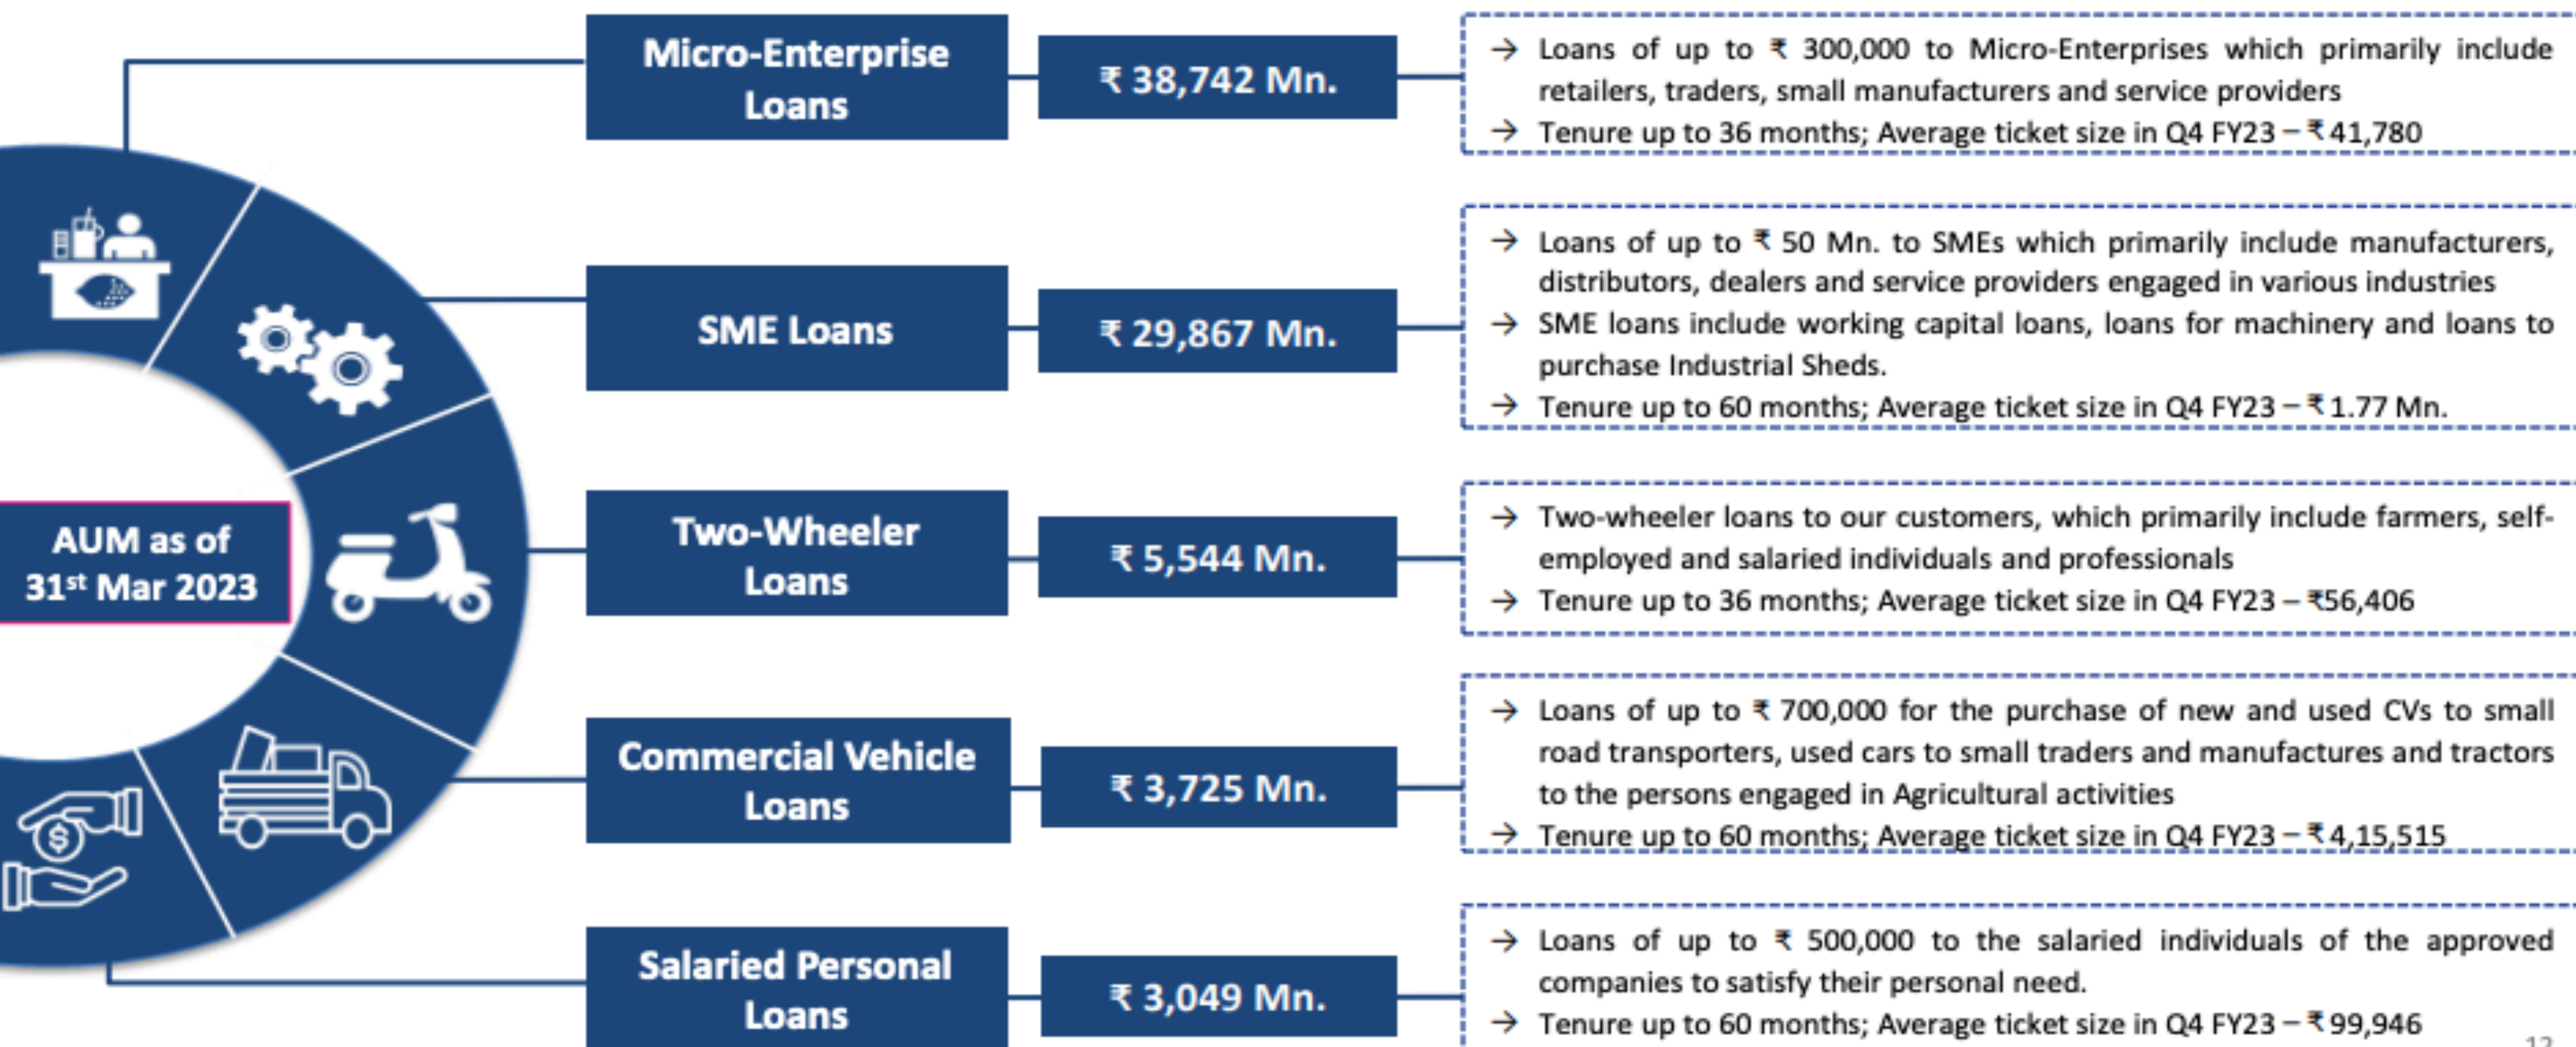 Micro-Enterprise
Loans
₹ 38,742 Mn.
→ Loans of up to ₹ 300,000 to Micro-Enterprises which primarily include
retailers, traders, small manufacturers and service providers
→ Tenure up to 36 months; Average ticket size in Q4 FY23 – ₹ 41,780
SME Loans
₹ 29,867 Mn.
→ Loans of up to ₹ 50 Mn. to SMEs which primarily include manufacturers,
distributors, dealers and service providers engaged in various industries
→ SME loans include working capital loans, loans for machinery and loans to
purchase Industrial Sheds.
→ Tenure up to 60 months; Average ticket size in Q4 FY23 – ₹ 1.77 Mn.
AUM as of
31st Mar 2023
Two-Wheeler
Loans
₹ 5,544 Mn.
→ Two-wheeler loans to our customers, which primarily include farmers, self-
employed and salaried individuals and professionals
→ Tenure up to 36 months; Average ticket size in Q4 FY23 – ₹56,406
Commercial Vehicle
Loans
₹ 3,725 Mn.
→ Loans of up to ₹ 700,000 for the purchase of new and used CVs to small
road transporters, used cars to small traders and manufactures and tractors
to the persons engaged in Agricultural activities
→ Tenure up to 60 months; Average ticket size in Q4 FY23 – ₹ 4,15,515
$
Salaried Personal
Loans
₹ 3,049 Mn.
→ Loans of up to ₹ 500,000 to the salaried individuals of the approved
companies to satisfy their personal need.
→ Tenure up to 60 months; Average ticket size in Q4 FY23 – ₹ 99,946